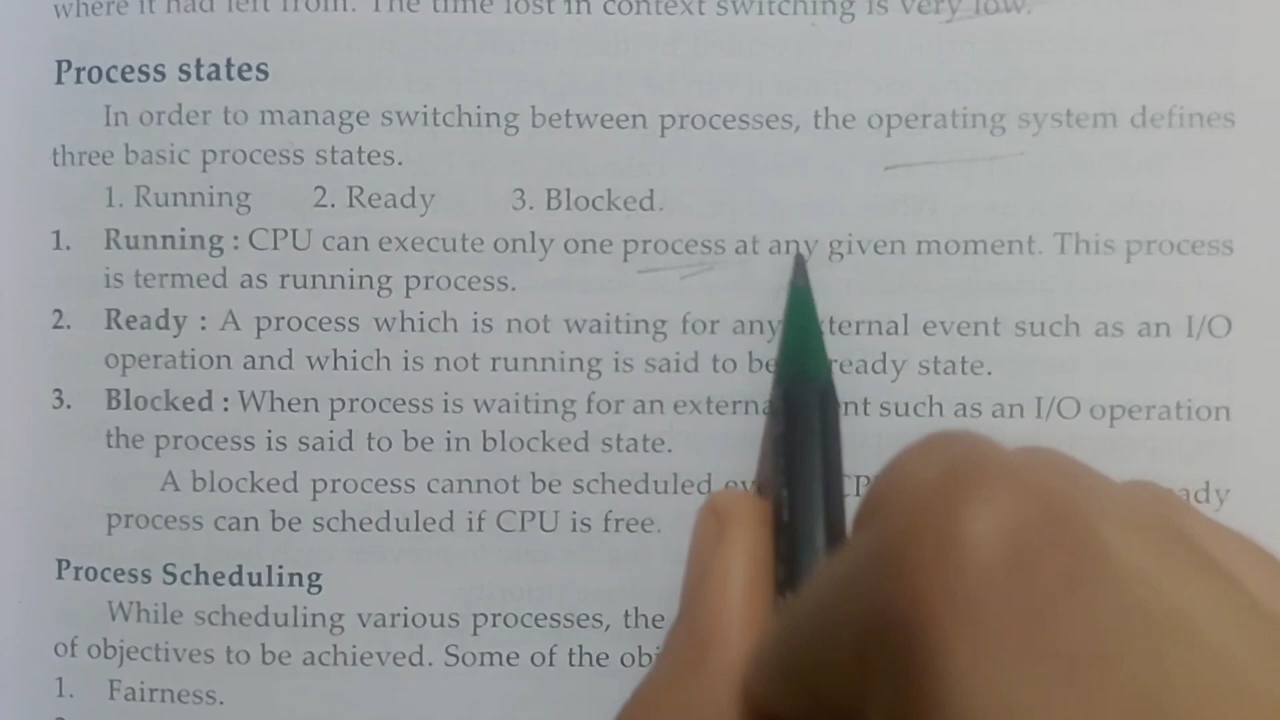 where it had left from. The time lost in context switching is very low.
Process states
In order to manage switching between processes, the operating system defines
three basic process states.
1. Running 2. Ready 3. Blocked.
1. Running : CPU can execute only one process at any given moment. This process
is termed as running process.
2. Ready : A process which is not waiting for any external event such as an I/O
operation and which is not running is said to be ready state.
3. Blocked : When process is waiting for an external such as an I/O operation
the process is said to be in blocked state.
A blocked process cannot be scheduled
process can be scheduled if CPU is free.
Process Scheduling
While scheduling various processes, the
of objectives to be achieved. Some of the
1. Fairness.